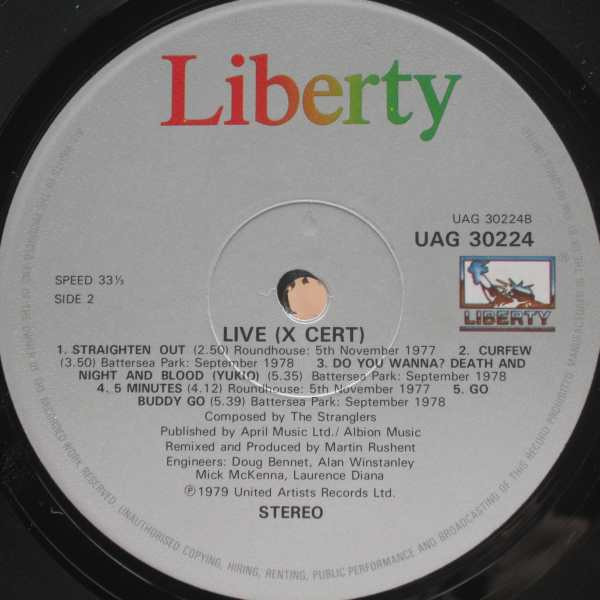 Liberty
UAG 30224B
UAG 30224
SPEED 33⅓
SIDE 2
LIBERTY
®
LIVE (X CERT)
1. STRAIGHTEN OUT (2.50) Roundhouse: 5th November 1977 2. CURFEW
(3.50) Battersea Park: September 1978 3. DO YOU WANNA? DEATH AND
NIGHT AND BLOOD (YUKIO) (5.35) Battersea Park: September 1978
4. 5 MINUTES (4.12) Roundhouse: 5th November 1977 5. GO
BUDDY GO (5.39) Battersea Park: September 1978
Composed by The Stranglers
Published by April Music Ltd./ Albion Music
Remixed and Produced by Martin Rushent
Engineers: Doug Bennet, Alan Winstanley
Mick McKenna, Laurence Diana
℗1979 United Artists Records Ltd.
STEREO
RECORDED WORK RESERVED. UNAUTHORISED COPYING, HIRING, RENTING, PUBLIC PERFORMANCE AND BROADCASTING OF THIS RECORD PROHIBITED.